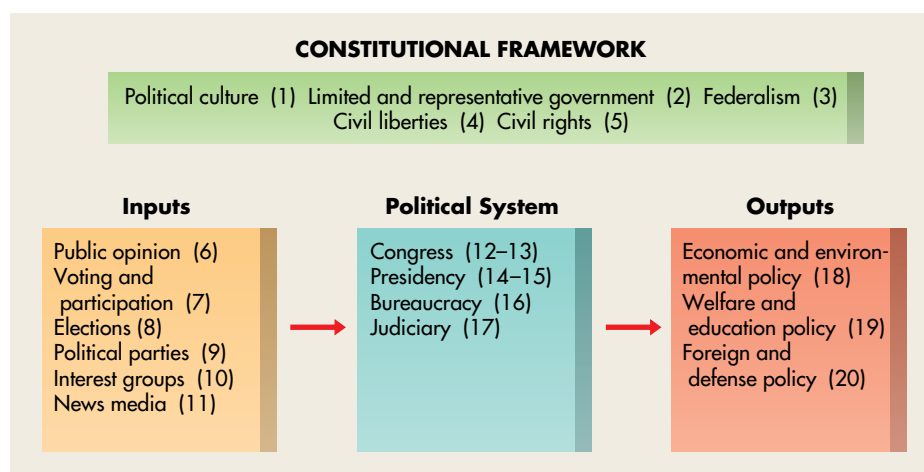 CONSTITUTIONAL FRAMEWORK
Political culture (1) Limited and representative government (2) Federalism (3)
Civil liberties (4) Civil rights (5)
Inputs
Public opinion (6)
Voting and
participation (7)
Elections (8)
Political parties (9)
Interest groups (10)
News media (11)
Political System
Congress (12–13)
Presidency (14–15)
Bureaucracy (16)
Judiciary (17)
Outputs
Economic and environ-
mental policy (18)
Welfare and
education policy (19)
Foreign and
defense policy (20)